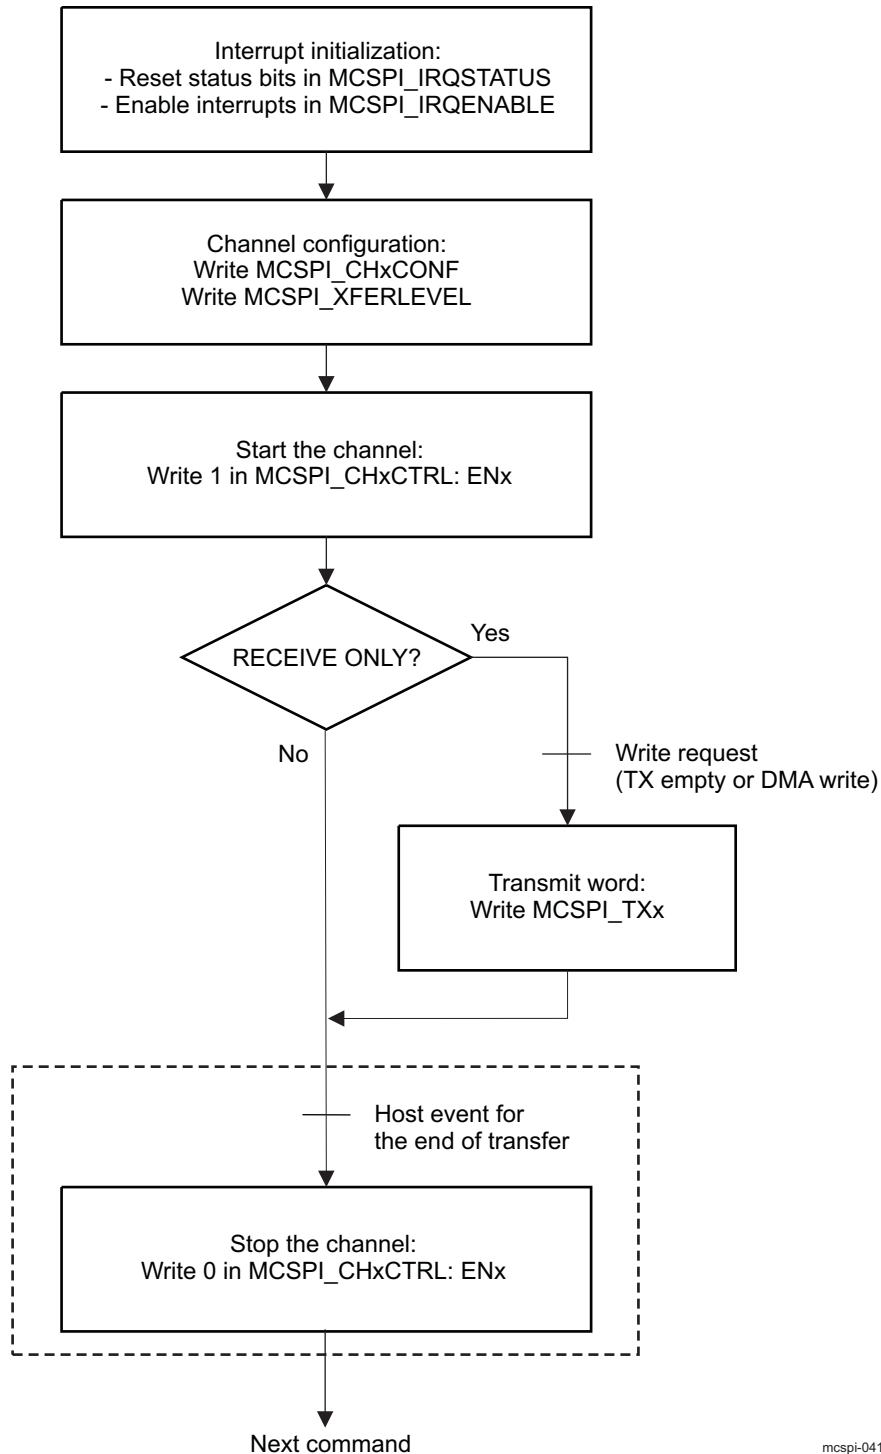 Interrupt initialization:
- Reset status bits in MCSPI_IRQSTATUS
- Enable interrupts in MCSPI_IRQENABLE
Channel configuration:
Write MCSPI_CHxCONF
Write MCSPI_XFERLEVEL
Start the channel:
Write 1 in MCSPI_CHxCTRL: ENx
RECEIVE ONLY?
Yes
No
Write request
(TX empty or DMA write)
Transmit word:
Write MCSPI_TXx
Host event for
the end of transfer
Stop the channel:
Write 0 in MCSPI_CHxCTRL: ENx
Next command
mcspi-041